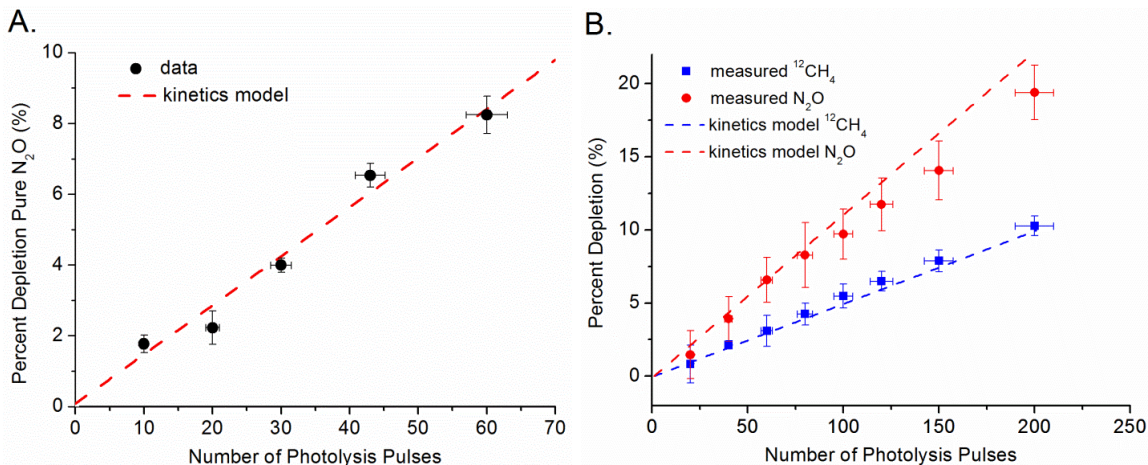 A.
10
8
6
4
2
0
Percent Depletion Pure N₂O (%)
data
kinetics model
0 10 20 30 40 50 60 70
Number of Photolysis Pulses
B.
20
15
10
5
0
Percent Depletion (%)
measured ¹²CH₄
measured N₂O
kinetics model ¹²CH₄
kinetics model N₂O
0 50 100 150 200 250
Number of Photolysis Pulses